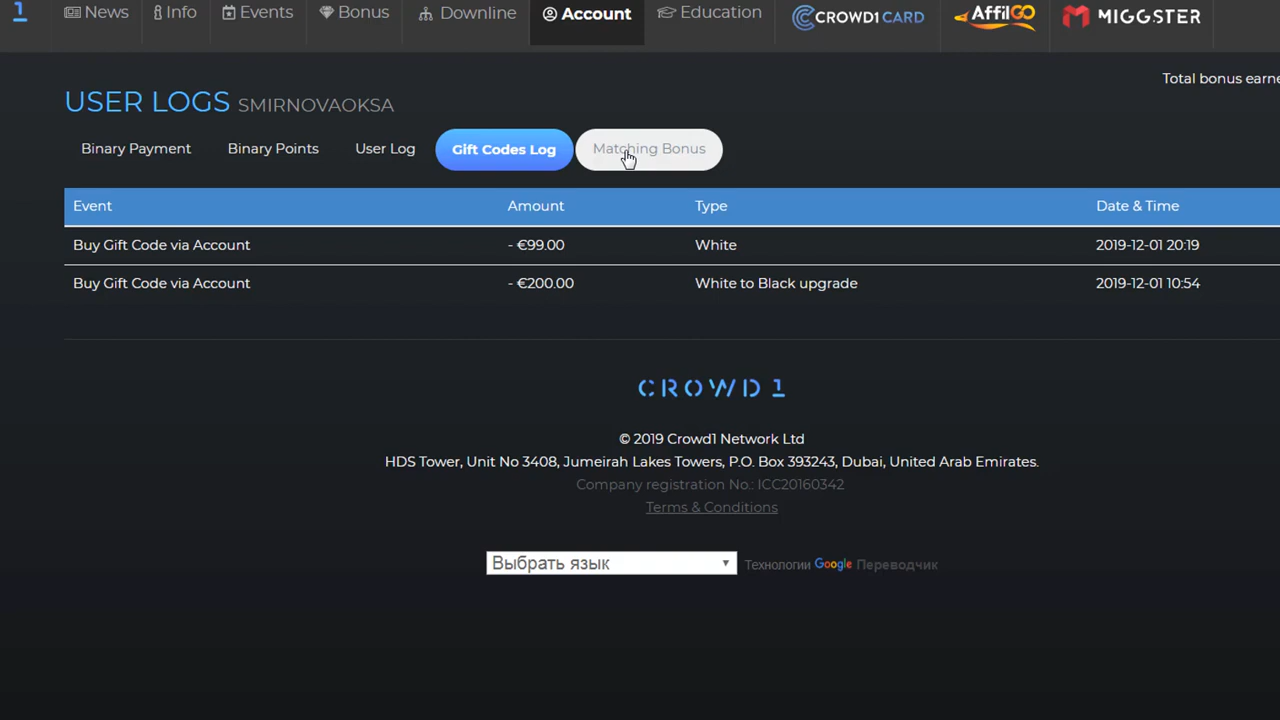 1 News Info Events Bonus Downline Account Education CROWD1 CARD AffilGO MIGGSTER
Total bonus earne
USER LOGS SMIRNOVAOKSA
Binary Payment Binary Points User Log Gift Codes Log Matching Bonus
Event Amount Type Date & Time
Buy Gift Code via Account - €99.00 White 2019-12-01 20:19
Buy Gift Code via Account - €200.00 White to Black upgrade 2019-12-01 10:54
CROWD 1
© 2019 Crowd1 Network Ltd
HDS Tower, Unit No 3408, Jumeirah Lakes Towers, P.O. Box 393243, Dubai, United Arab Emirates.
Company registration No.: ICC20160342
Terms & Conditions
Выбрать язык Технологии Google Переводчик